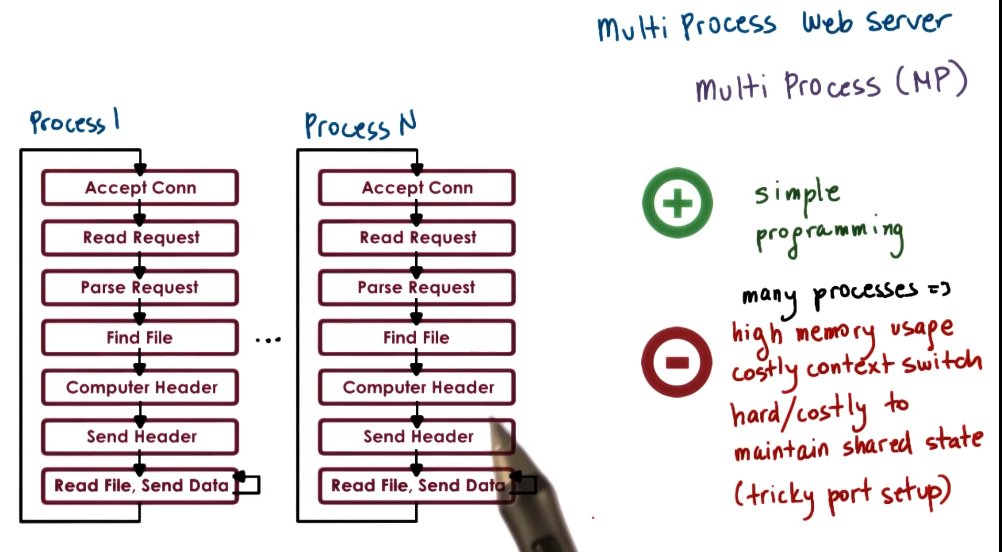 Multi Process Web Server
Multi Process (MP)
Process 1
Accept Conn
Read Request
Parse Request
Find File
Computer Header
Send Header
Read File, Send Data
...
Process N
Accept Conn
Read Request
Parse Request
Find File
Computer Header
Send Header
Read File, Send Data
+
simple
programming
many processes =>
-
high memory usage
costly context switch
hard/costly to
maintain shared state
(tricky port setup)